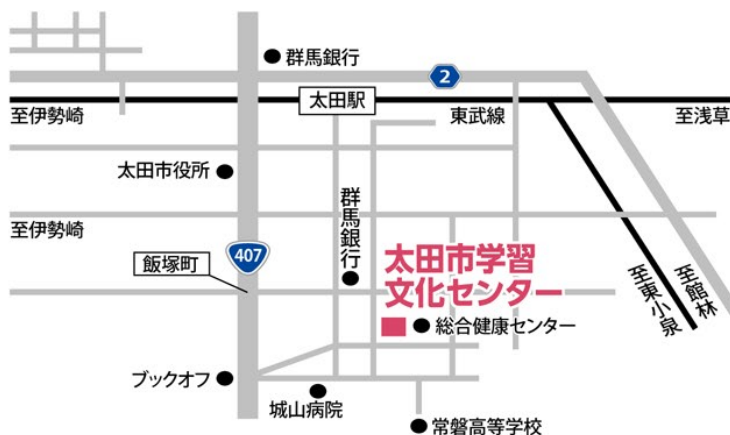 群馬銀行
2
太田駅
至伊勢崎
東武線
至浅草
太田市役所
群馬銀行
至伊勢崎
407
飯塚町
太田市学習
文化センター
至東小泉
至館林
総合健康センター
ブックオフ
城山病院
常磐高等学校